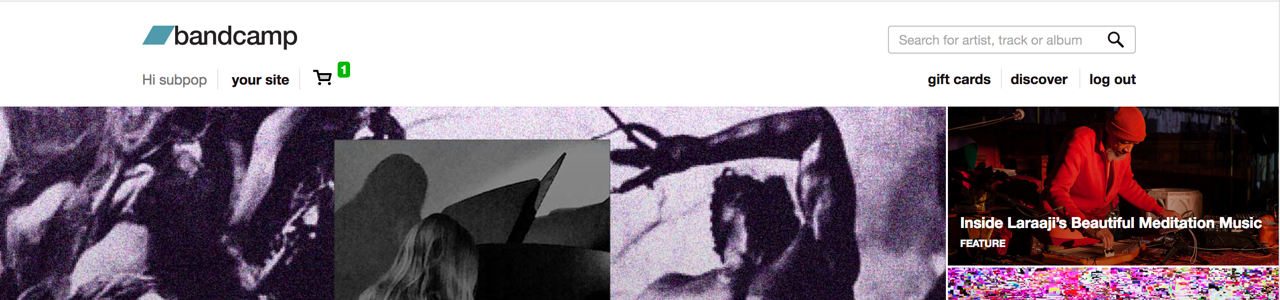 bandcamp
Search for artist, track or album
Hi subpop
your site
1
gift cards
discover
log out
Inside Laraaji's Beautiful Meditation Music
FEATURE